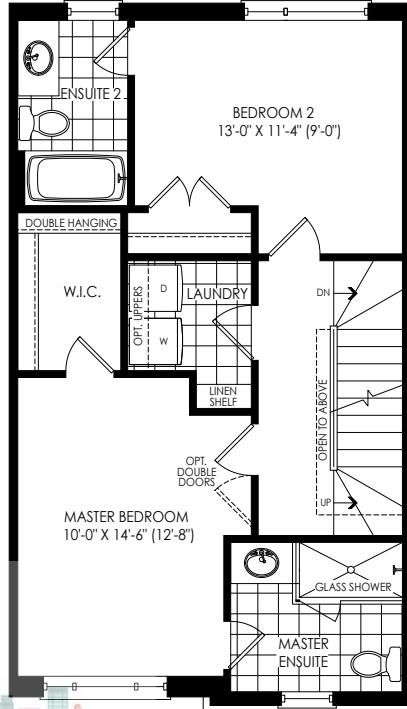 ENSUITE 2
BEDROOM 2
13'-0" X 11'-4" (9'-0")
DOUBLE HANGING
W.I.C.
OPT. UPPERS
D
W
LAUNDRY
LINEN
SHELF
DN
OPEN TO ABOVE
UP
OPT.
DOUBLE
DOORS
MASTER BEDROOM
10'-0" X 14'-6" (12'-8")
GLASS SHOWER
MASTER
ENSUITE